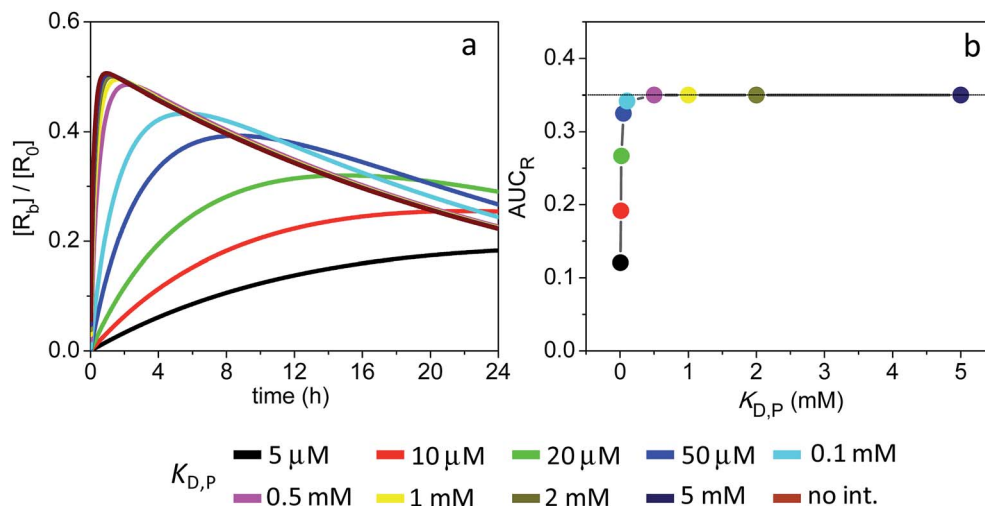 a
0.6
0.4
0.2
0.0
[R_b] / [R_0]
0 4 8 12 16 20 24
time (h)
b
0.4
0.3
0.2
0.1
0.0
AUC_R
0 1 2 3 4 5
K_D,P (mM)
K_D,P
5 μM 10 μM 20 μM 50 μM 0.1 mM
0.5 mM 1 mM 2 mM 5 mM no int.